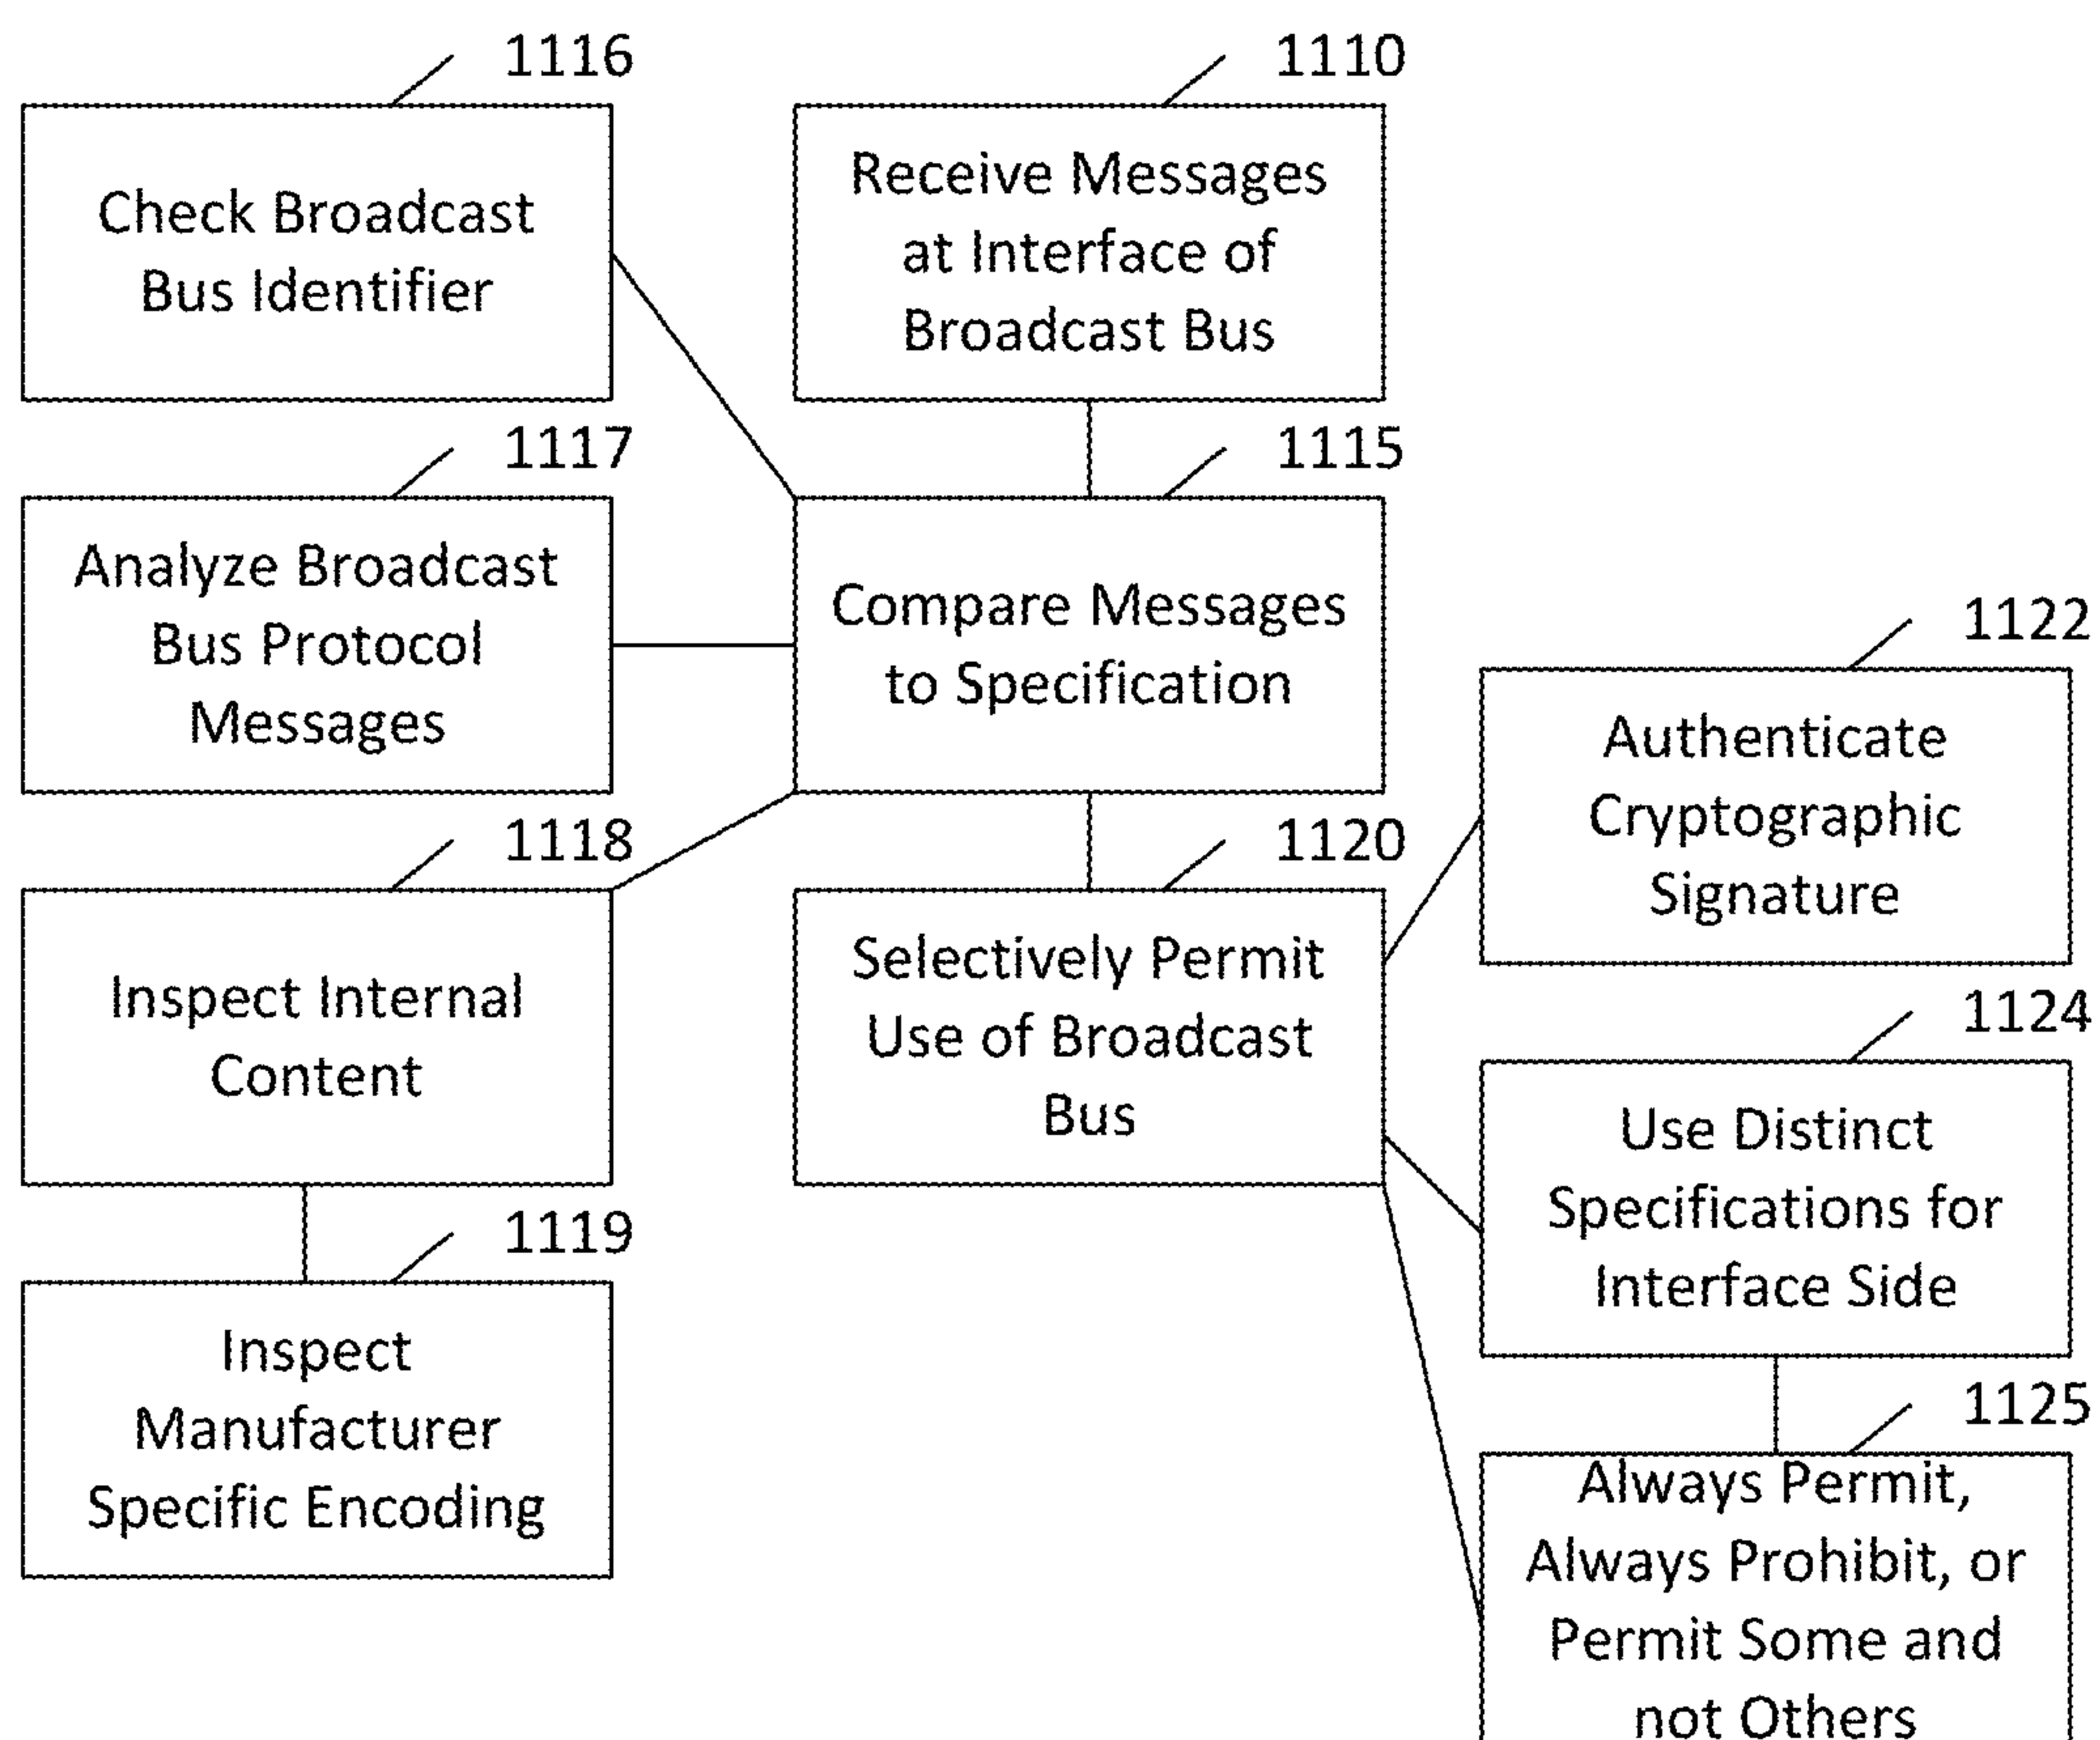 1116
Check Broadcast
Bus Identifier
1110
Receive Messages
at Interface of
Broadcast Bus
1117
Analyze Broadcast
Bus Protocol
Messages
1115
Compare Messages
to Specification
1122
Authenticate
Cryptographic
Signature
1118
Inspect Internal
Content
1120
Selectively Permit
Use of Broadcast
Bus
1124
Use Distinct
Specifications for
Interface Side
1119
Inspect
Manufacturer
Specific Encoding
1125
Always Permit,
Always Prohibit, or
Permit Some and
not Others